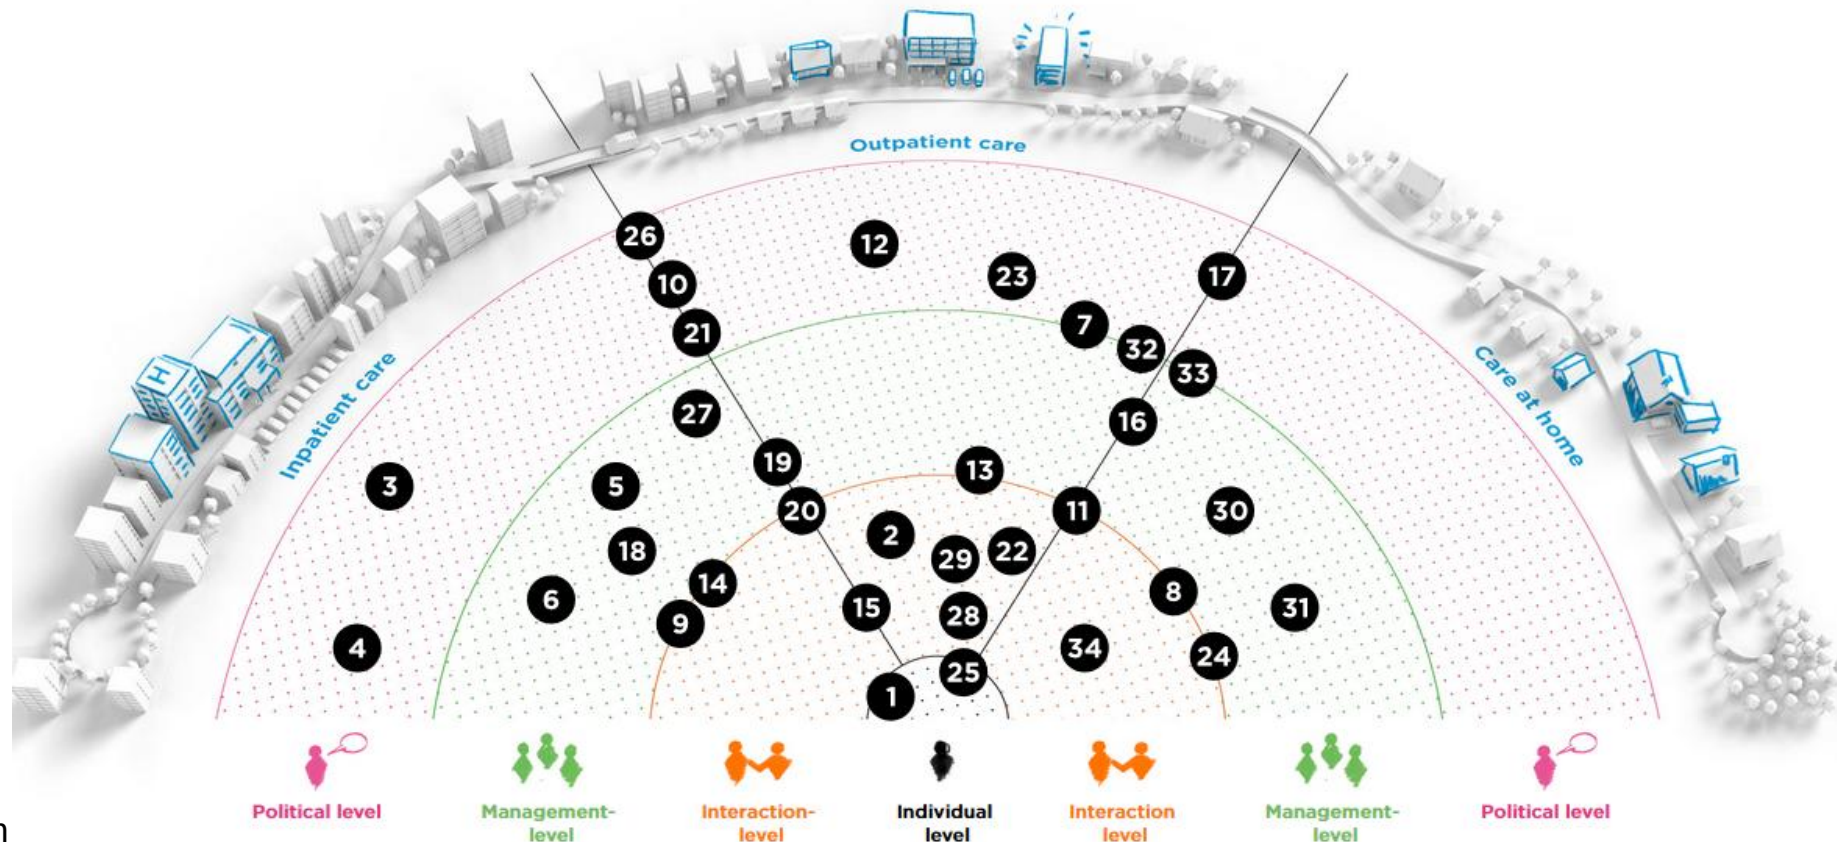 Outpatient care
Inpatient care
Care at home
26
12
10
23
17
21
7
32
33
27
16
19
13
3
5
20
11
30
2
18
29
22
14
8
6
15
31
9
28
4
34
24
25
1
H
Political level
Management-
level
Interaction-
level
Individual
level
Interaction
level
Management-
level
Political level
n